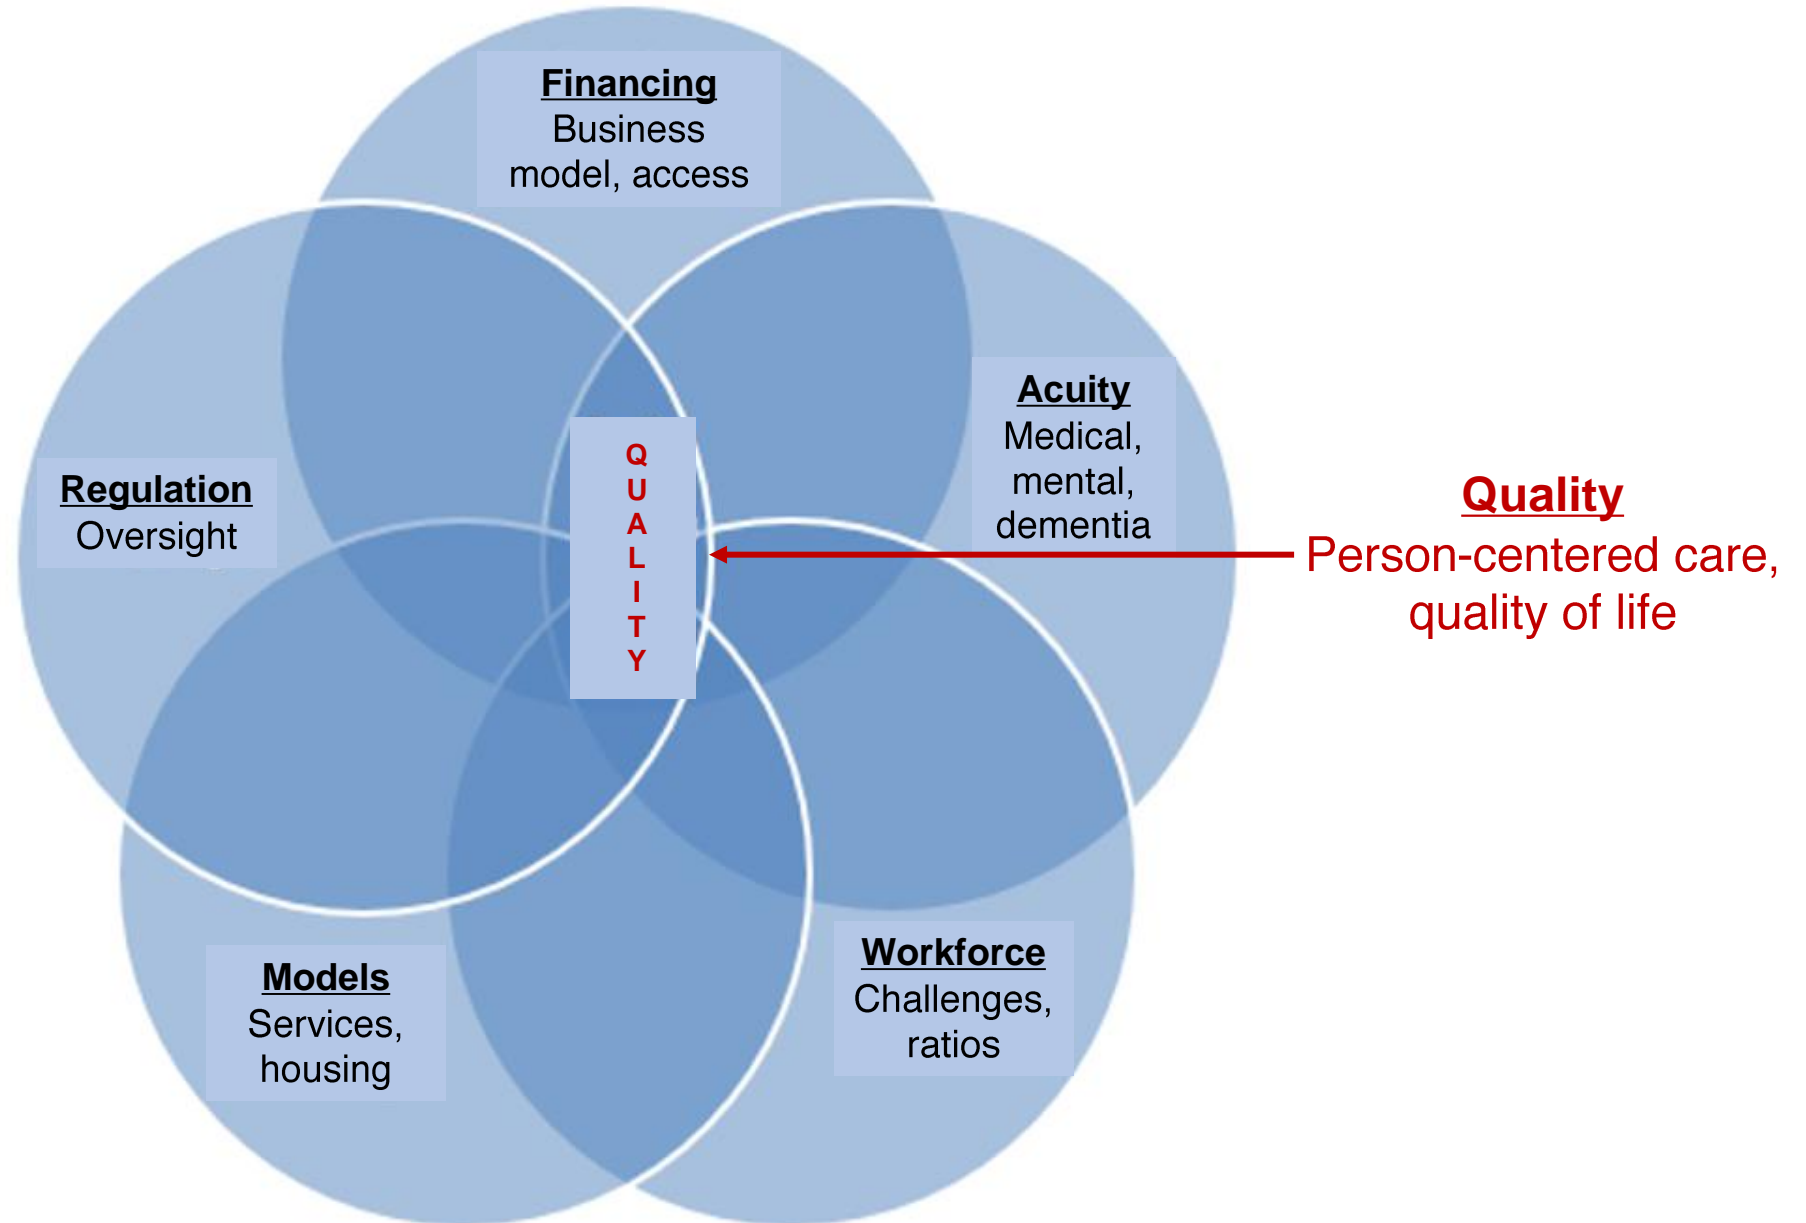 Financing
Business
model, access
Acuity
Medical,
mental,
dementia
Regulation
Oversight
Q
U
A
L
I
T
Y
Quality
Person-centered care,
quality of life
Models
Services,
housing
Workforce
Challenges,
ratios